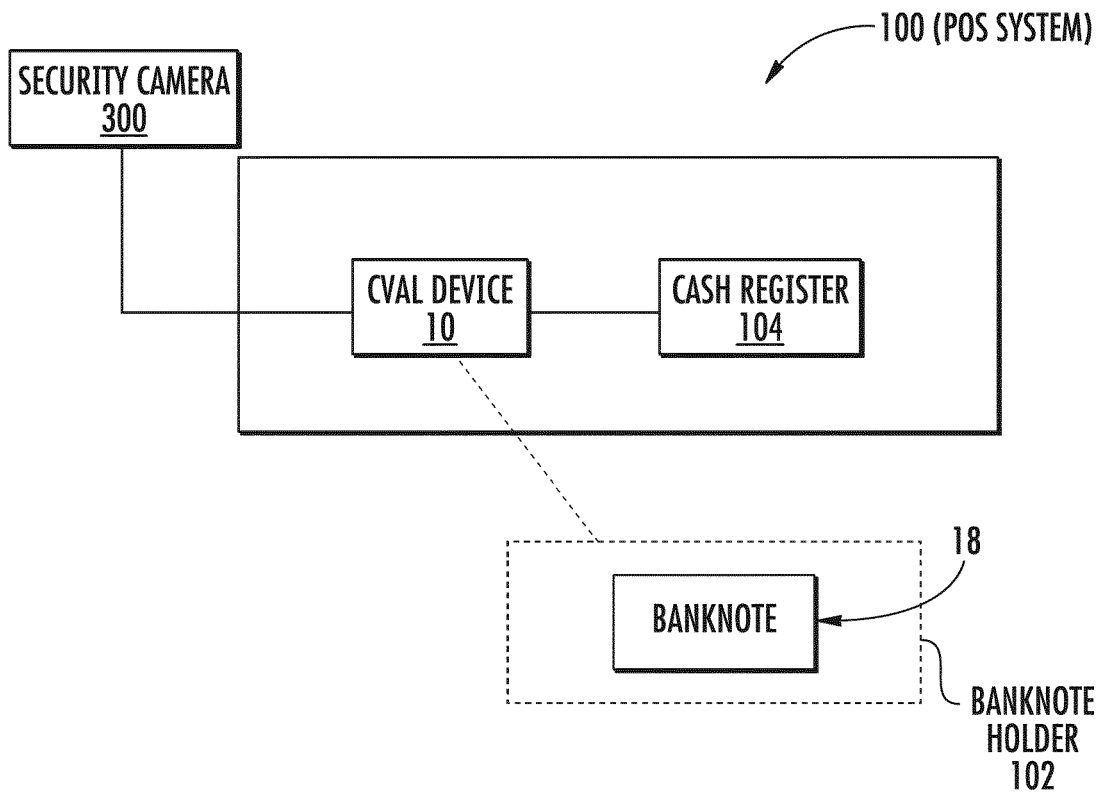 100 (POS SYSTEM)
SECURITY CAMERA
300
CVAL DEVICE
10
CASH REGISTER
104
18
BANKNOTE
BANKNOTE
HOLDER
102